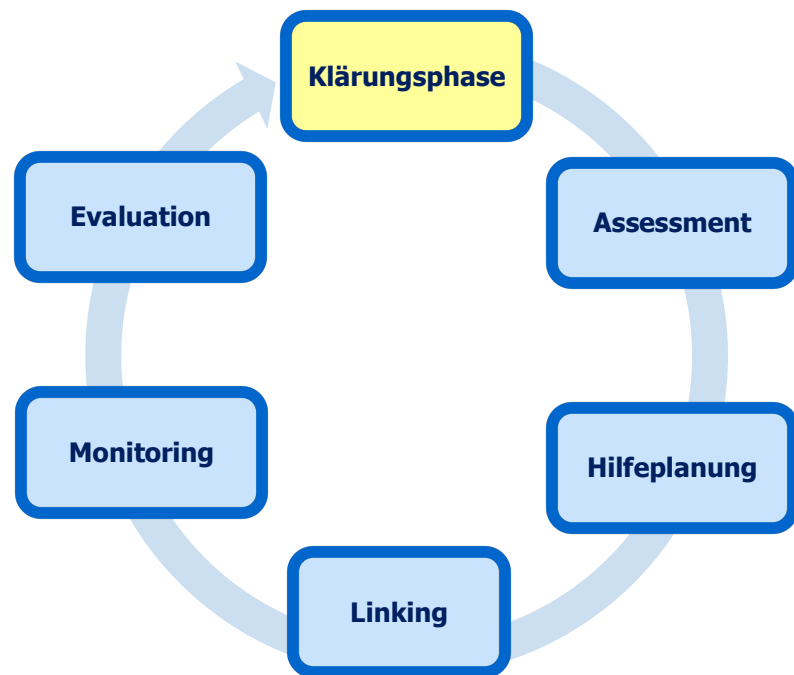 Klärungsphase
Assessment
Hilfeplanung
Linking
Monitoring
Evaluation